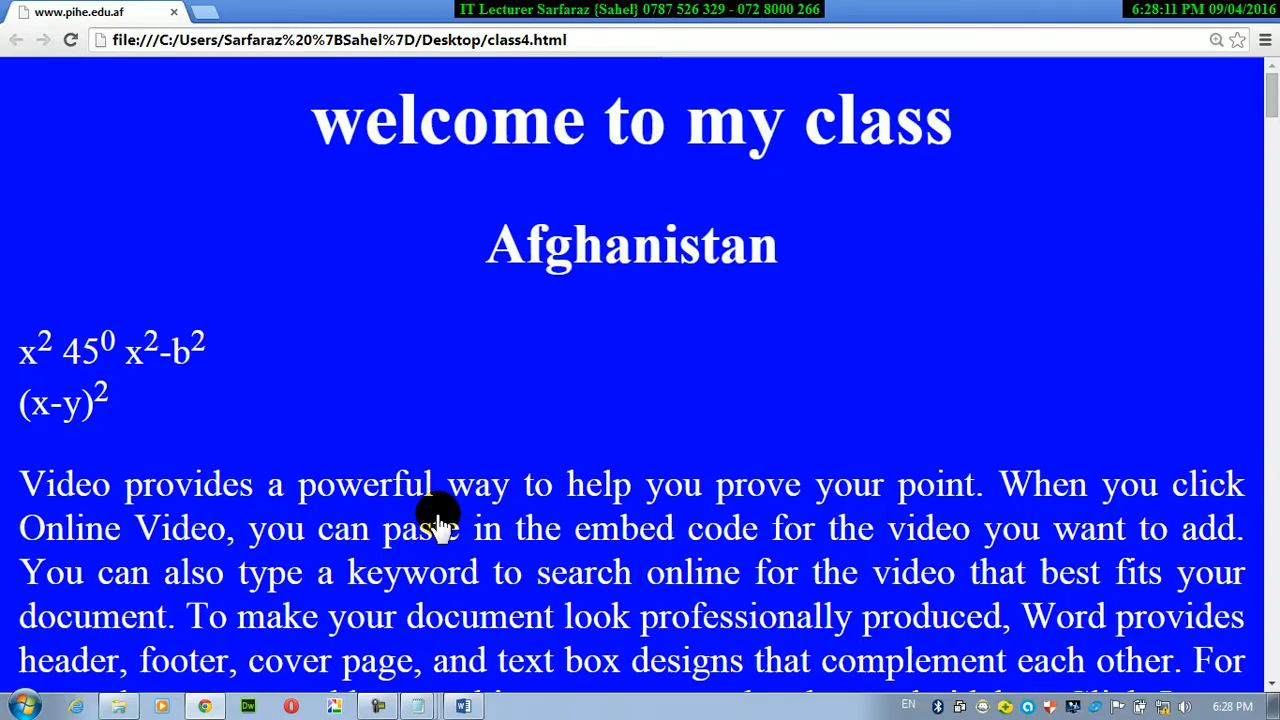 www.pihe.edu.af
IT Lecturer Sarfaraz {Sahel} 0787 526 329 - 072 8000 266
6:28:11 PM 09/04/2016
file:///C:/Users/Sarfaraz%20%7BSahel%7D/Desktop/class4.html
welcome to my class
Afghanistan
x² 45⁰ x²-b²
(x-y)²
Video provides a powerful way to help you prove your point. When you click
Online Video, you can paste in the embed code for the video you want to add.
You can also type a keyword to search online for the video that best fits your
document. To make your document look professionally produced, Word provides
header, footer, cover page, and text box designs that complement each other. For
Dw
EN
6:28 PM